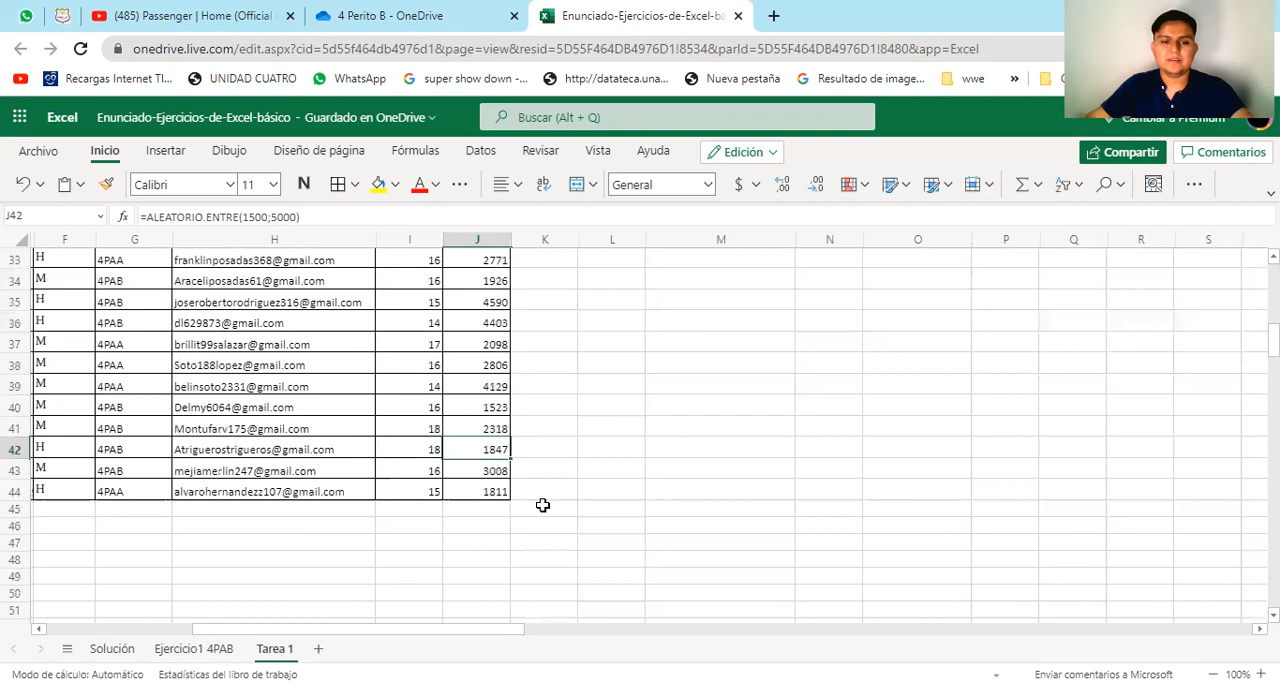 (485) Passenger | Home (Official 4 Perito B - OneDrive Enunciado-Ejercicios-de-Excel-bá
onedrive.live.com/edit.aspx?cid=5d55f464db4976d1&page=view&resid=5D55F464DB4976D1!8534&parId=5D55F464DB4976D1!8480&app=Excel
Recargas Internet TI... UNIDAD CUATRO WhatsApp super show down -... http://datateca.una... Nueva pestaña Resultado de image... wwe »
Excel Enunciado-Ejercicios-de-Excel-básico - Guardado en OneDrive Buscar (Alt + Q) Cambiar a Premium
Archivo Inicio Insertar Dibujo Diseño de página Fórmulas Datos Revisar Vista Ayuda Edición Compartir Comentarios
Calibri 11 N A General $
J42 fx =ALEATORIO.ENTRE(1500;5000)
F G H I J K L M N O P Q R S
33 H 4PAA franklinposadas368@gmail.com 16 2771
34 M 4PAB Araceliposadas61@gmail.com 16 1926
35 H 4PAB joserobertorodriguez316@gmail.com 15 4590
36 H 4PAB dl629873@gmail.com 14 4403
37 M 4PAA brillit99salazar@gmail.com 17 2098
38 M 4PAA Soto188lopez@gmail.com 16 2806
39 M 4PAA belinsoto2331@gmail.com 14 4129
40 M 4PAB Delmy6064@gmail.com 16 1523
41 M 4PAB Montufarv175@gmail.com 18 2318
42 H 4PAB Atriguerostrigueros@gmail.com 18 1847
43 M 4PAB mejiamerlin247@gmail.com 16 3008
44 H 4PAA alvarohernandezz107@gmail.com 15 1811
45
46
47
48
49
50
51
Solución Ejercicio1 4PAB Tarea 1
Modo de cálculo: Automático Estadísticas del libro de trabajo Enviar comentarios a Microsoft 100%